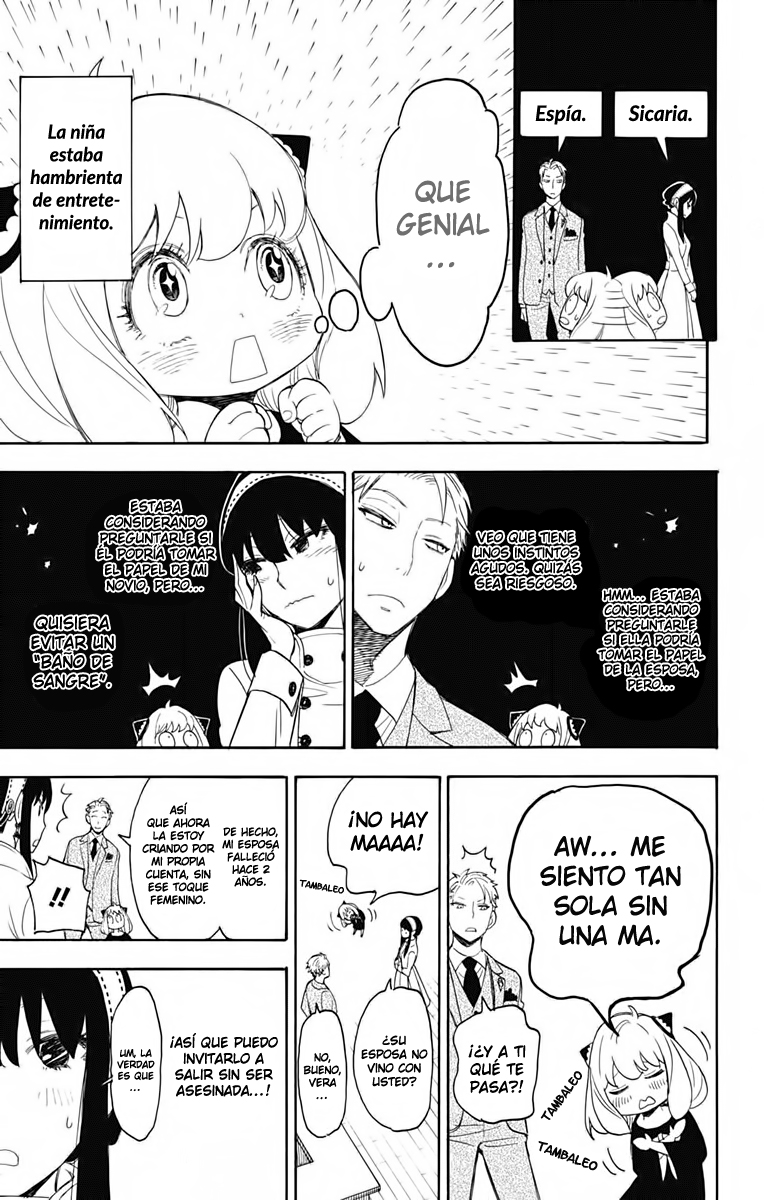 Sicaria.
Espía.
QUE
GENIAL
...
La niña
estaba
hambrienta
de entrete-
nimiento.
HMM... ESTABA
CONSIDERANDO
PREGUNTARLE
SI ELLA PODRÍA
TOMAR EL PAPEL
DE LA ESPOSA,
PERO...
VEO QUE TIENE
UNOS INSTINTOS
AGUDOS. QUIZÁS
SEA RIESGOSO.
ESTABA
CONSIDERANDO
PREGUNTARLE SI
ÉL PODRÍA TOMAR
EL PAPEL DE MI
NOVIO, PERO...
QUISIERA
EVITAR UN
“BAÑO DE
SANGRE”.
AW... ME
SIENTO TAN
SOLA SIN
UNA MA.
TAMBALEO
TAMBALEO
¡¿Y A TI
QUÉ TE
PASA?!
¡NO HAY
MAAAA!
TAMBALEO
¿SU
ESPOSA NO
VINO CON
USTED?
NO,
BUENO,
VERA
...
DE HECHO,
MI ESPOSA
FALLECIÓ
HACE 2
AÑOS.
ASÍ
QUE AHORA
LA ESTOY
CRIANDO POR
MI PROPIA
CUENTA, SIN
ESE TOQUE
FEMENINO.
!!
¡ASÍ QUE PUEDO
INVITARLO A
SALIR SIN SER
ASESINADA...!
UM, LA
VERDAD
ES QUE
...